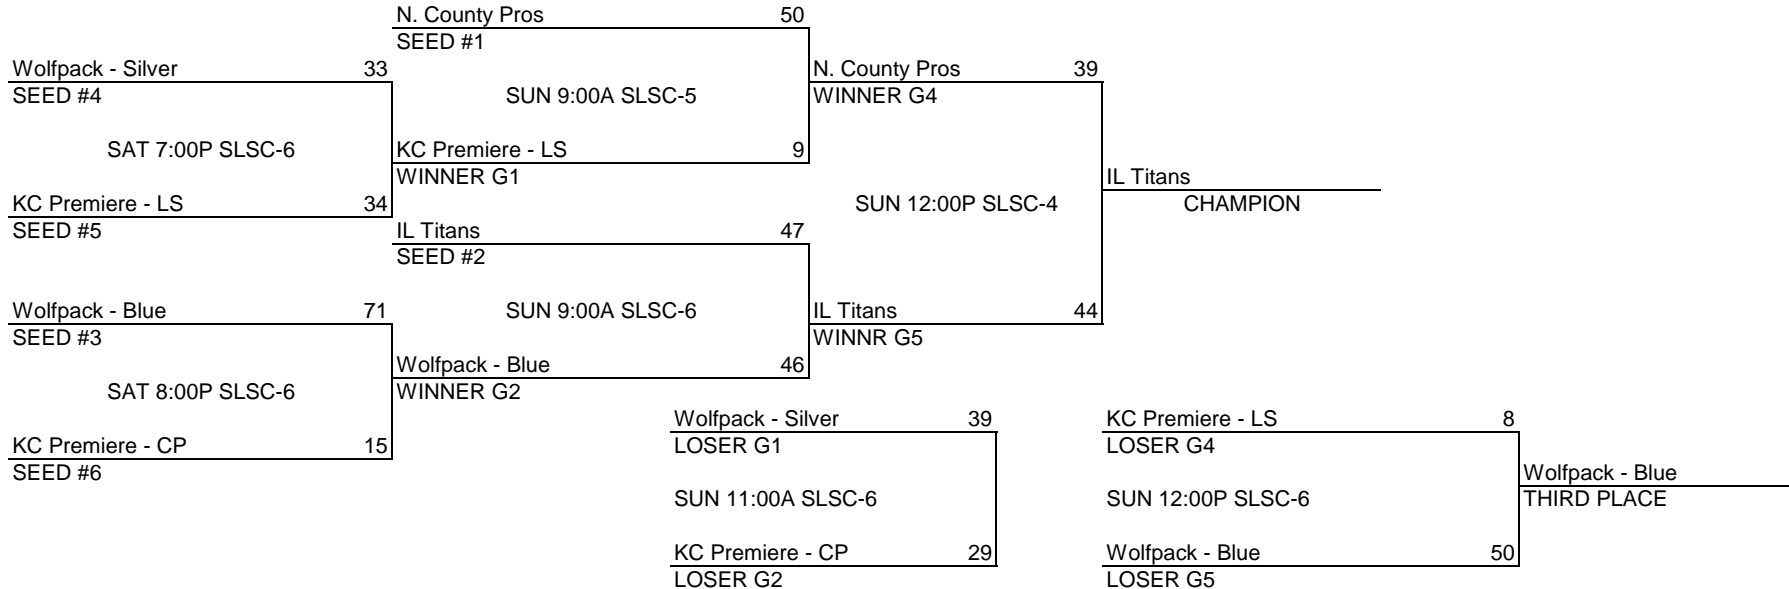 N. County Pros 50
SEED #1
Wolfpack - Silver 33
N. County Pros 39
SEED #4
SUN 9:00A SLSC-5
WINNER G4
SAT 7:00P SLSC-6
KC Premiere - LS 9
WINNER G1
IL Titans
KC Premiere - LS 34
SUN 12:00P SLSC-4
CHAMPION
SEED #5
IL Titans 47
SEED #2
Wolfpack - Blue 71
SUN 9:00A SLSC-6
IL Titans 44
SEED #3
WINNR G5
Wolfpack - Blue 46
SAT 8:00P SLSC-6
WINNER G2
Wolfpack - Silver 39
KC Premiere - LS 8
KC Premiere - CP 15
LOSER G1
LOSER G4
SEED #6
Wolfpack - Blue
SUN 11:00A SLSC-6
SUN 12:00P SLSC-6
THIRD PLACE
KC Premiere - CP 29
Wolfpack - Blue 50
LOSER G2
LOSER G5